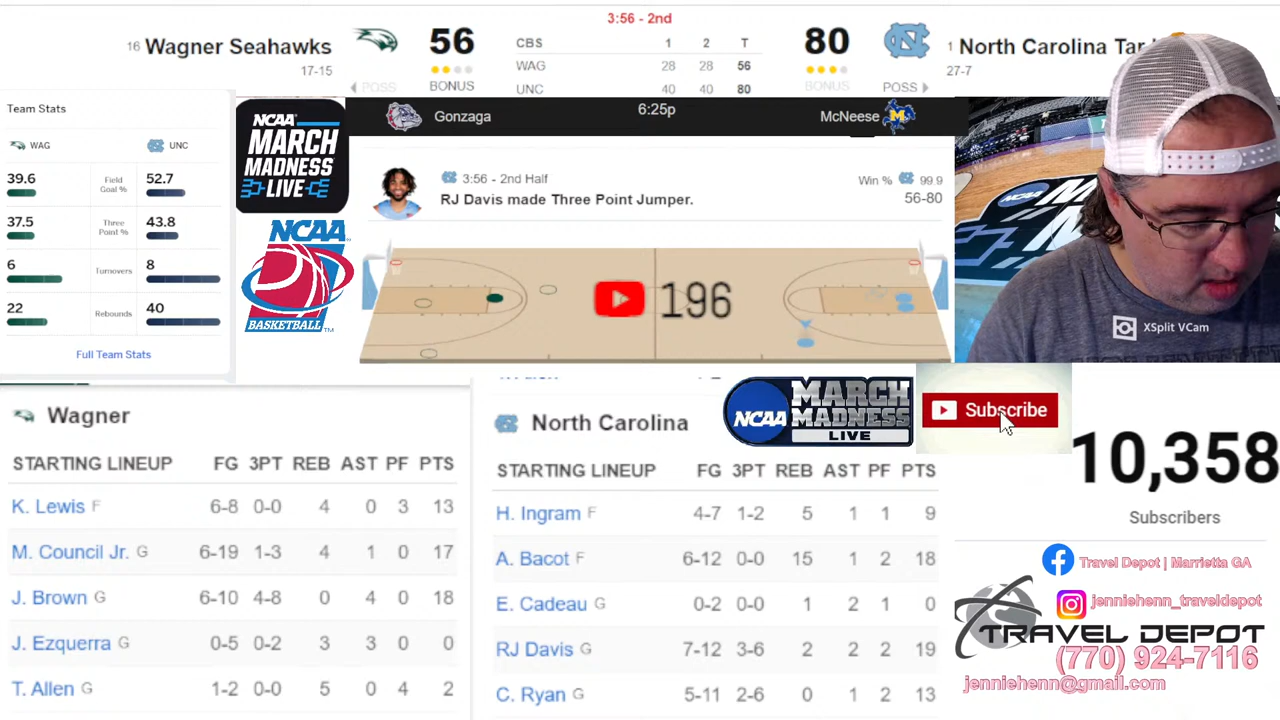 3:56 - 2nd
16 Wagner Seahawks
17-15
56
BONUS
POSS
CBS 1 2 T
WAG 28 28 56
UNC 40 40 80
80
BONUS
POSS
1 North Carolina Tar
27-7
Team Stats
WAG UNC
39.6 Field Goal % 52.7
37.5 Three Point % 43.8
6 Turnovers 8
22 Rebounds 40
Full Team Stats
NCAA
MARCH
MADNESS
LIVE
NCAA
BASKETBALL
TM
Gonzaga 6:25p McNeese
3:56 - 2nd Half
RJ Davis made Three Point Jumper.
Win % 99.9
56-80
196
XSplit VCam
Wagner
STARTING LINEUP FG 3PT REB AST PF PTS
K. Lewis F 6-8 0-0 4 0 3 13
M. Council Jr. G 6-19 1-3 4 1 0 17
J. Brown G 6-10 4-8 0 4 0 18
J. Ezquerra G 0-5 0-2 3 3 0 0
T. Allen G 1-2 0-0 5 0 4 2
North Carolina
STARTING LINEUP FG 3PT REB AST PF PTS
H. Ingram F 4-7 1-2 5 1 1 9
A. Bacot F 6-12 0-0 15 1 2 18
E. Cadeau G 0-2 0-0 1 2 1 0
RJ Davis G 7-12 3-6 2 2 2 19
C. Ryan G 5-11 2-6 0 1 2 13
NCAA
MARCH
MADNESS
LIVE
Subscribe
10,358
Subscribers
Travel Depot | Marrietta GA
jenniehenn_traveldepot
TRAVEL DEPOT
(770) 924-7116
jenniehenn@gmail.com